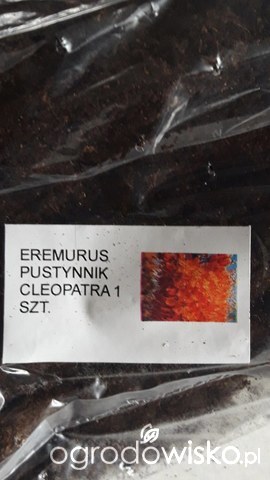 EREMURUS
PUSTYNNIK
CLEOPATRA 1
SZT.
ogrodowisko.pl